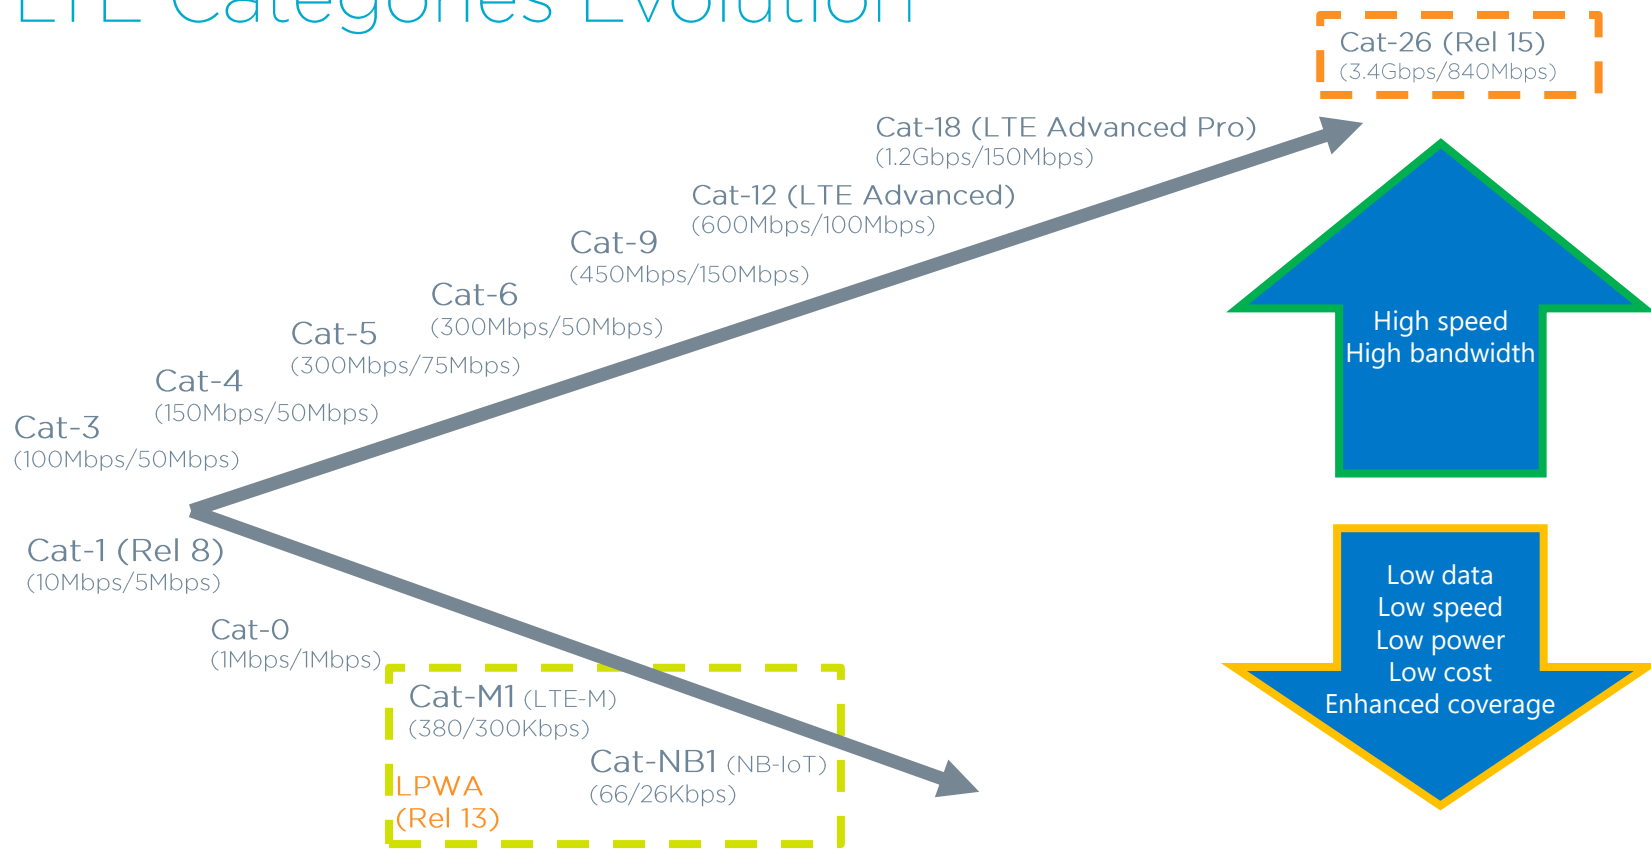 LTE Categories Evolution
Cat-26 (Rel 15)
(3.4Gbps/840Mbps)
Cat-18 (LTE Advanced Pro)
(1.2Gbps/150Mbps)
Cat-12 (LTE Advanced)
(600Mbps/100Mbps)
Cat-9
(450Mbps/150Mbps)
Cat-6
(300Mbps/50Mbps)
Cat-5
(300Mbps/75Mbps)
Cat-4
(150Mbps/50Mbps)
Cat-3
(100Mbps/50Mbps)
Cat-1 (Rel 8)
(10Mbps/5Mbps)
Cat-0
(1Mbps/1Mbps)
Cat-M1 (LTE-M)
(380/300Kbps)
Cat-NB1 (NB-IoT)
(66/26Kbps)
LPWA
(Rel 13)
High speed
High bandwidth
Low data
Low speed
Low power
Low cost
Enhanced coverage